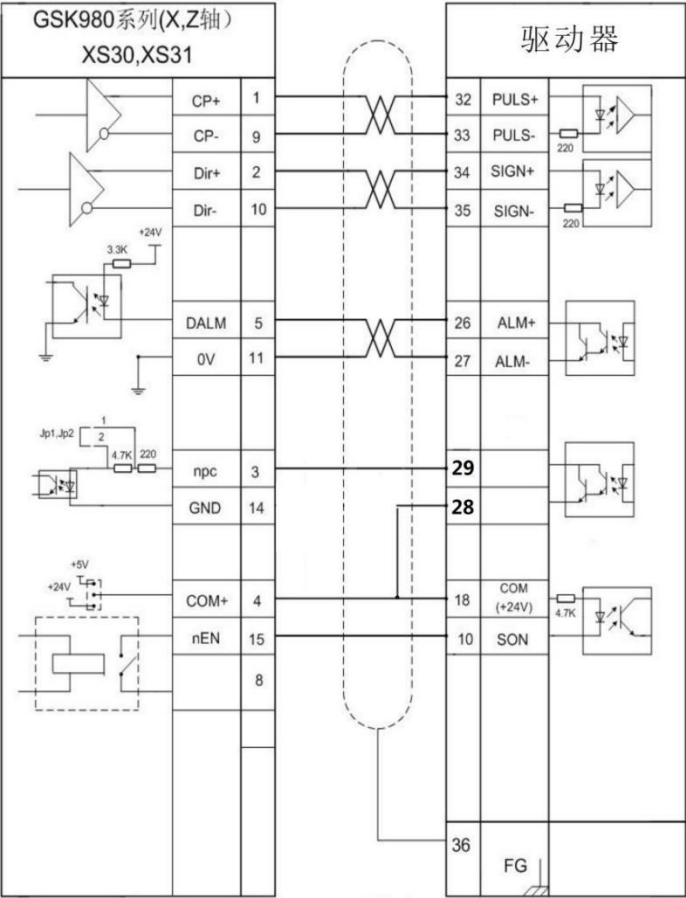 GSK980系列(X,Z轴）
XS30,XS31
驱动器
CP+ 1 32 PULS+
CP- 9 33 PULS-
220
Dir+ 2 34 SIGN+
Dir- 10 35 SIGN-
220
+24V
3.3K
DALM 5 26 ALM+
0V 11 27 ALM-
Jp1,Jp2 1
2
4.7K 220
npc 3 29
GND 14 28
+5V
+24V
COM+ 4 18 COM
(+24V)
4.7K
nEN 15 10 SON
8
36
FG